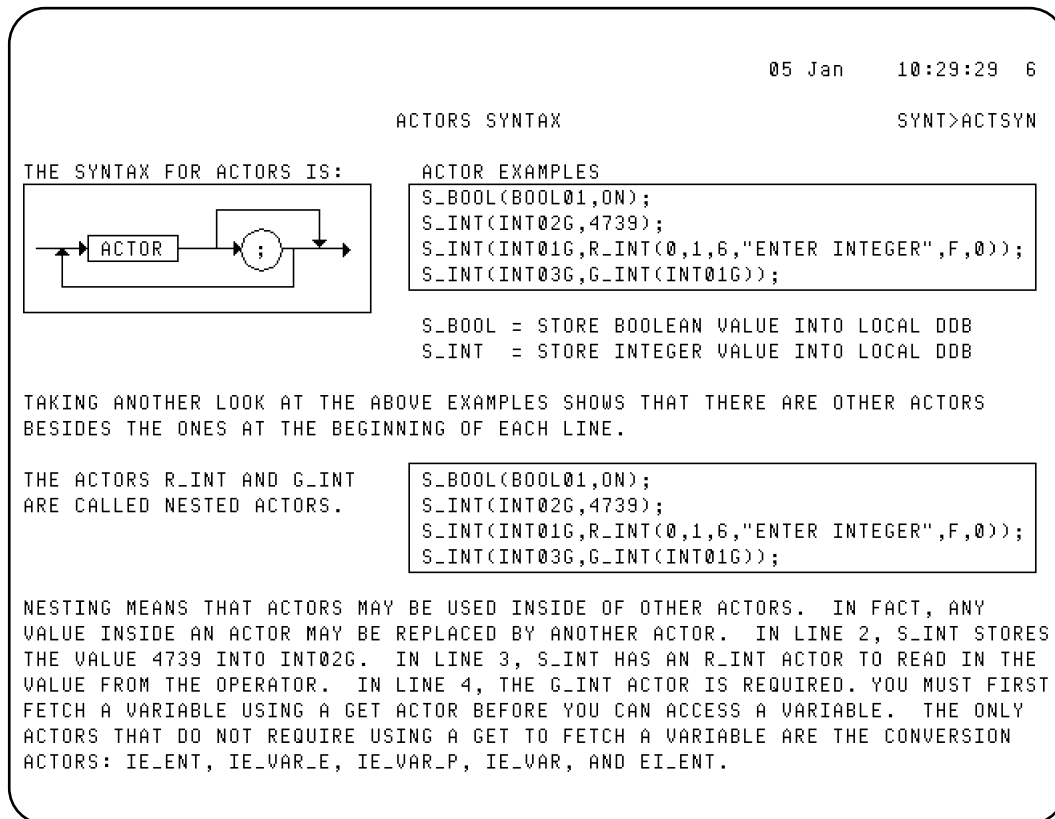 05 Jan 10:29:29 6
ACTORS SYNTAX SYNT>ACTSYN
THE SYNTAX FOR ACTORS IS: ACTOR EXAMPLES
ACTOR ;
S_BOOL(BOOL01,ON);
S_INT(INT02G,4739);
S_INT(INT01G,R_INT(0,1,6,"ENTER INTEGER",F,0));
S_INT(INT03G,G_INT(INT01G));
S_BOOL = STORE BOOLEAN VALUE INTO LOCAL DDB
S_INT = STORE INTEGER VALUE INTO LOCAL DDB
TAKING ANOTHER LOOK AT THE ABOVE EXAMPLES SHOWS THAT THERE ARE OTHER ACTORS
BESIDES THE ONES AT THE BEGINNING OF EACH LINE.
THE ACTORS R_INT AND G_INT
ARE CALLED NESTED ACTORS.
S_BOOL(BOOL01,ON);
S_INT(INT02G,4739);
S_INT(INT01G,R_INT(0,1,6,"ENTER INTEGER",F,0));
S_INT(INT03G,G_INT(INT01G));
NESTING MEANS THAT ACTORS MAY BE USED INSIDE OF OTHER ACTORS. IN FACT, ANY
VALUE INSIDE AN ACTOR MAY BE REPLACED BY ANOTHER ACTOR. IN LINE 2, S_INT STORES
THE VALUE 4739 INTO INT02G. IN LINE 3, S_INT HAS AN R_INT ACTOR TO READ IN THE
VALUE FROM THE OPERATOR. IN LINE 4, THE G_INT ACTOR IS REQUIRED. YOU MUST FIRST
FETCH A VARIABLE USING A GET ACTOR BEFORE YOU CAN ACCESS A VARIABLE. THE ONLY
ACTORS THAT DO NOT REQUIRE USING A GET TO FETCH A VARIABLE ARE THE CONVERSION
ACTORS: IE_ENT, IE_VAR_E, IE_VAR_P, IE_VAR, AND EI_ENT.